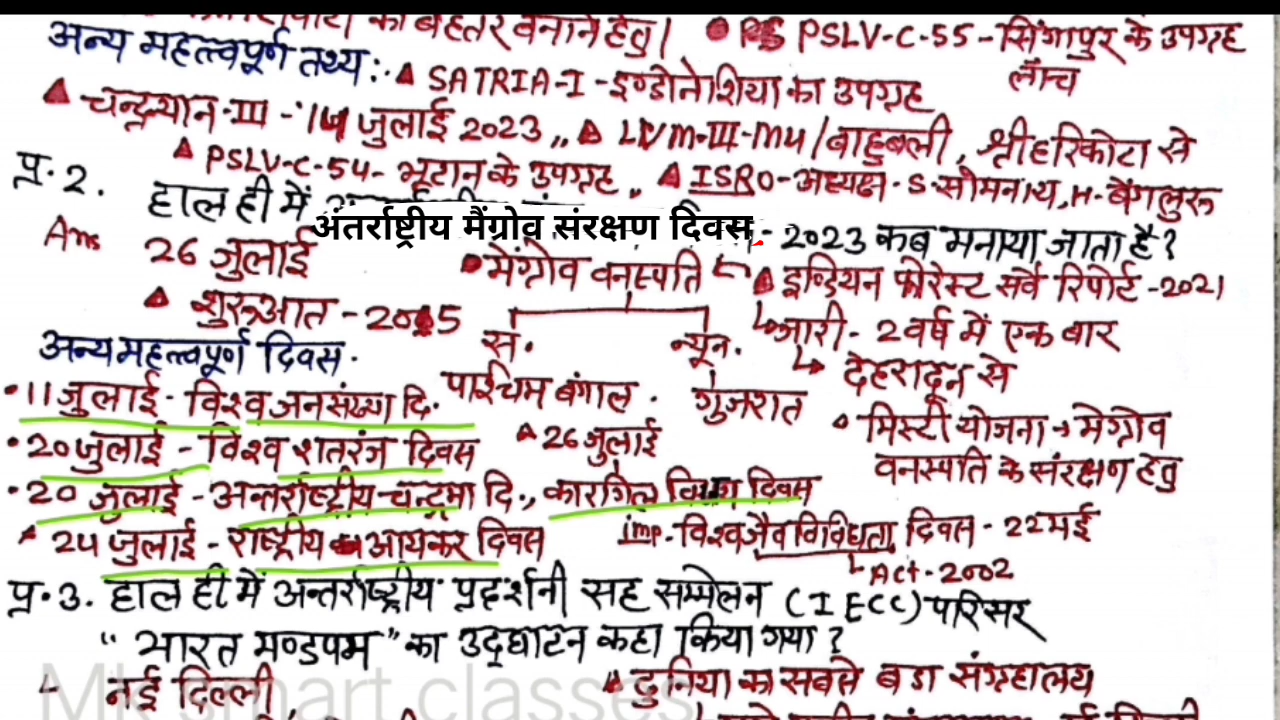 को बेहतर बनाने हेतु। PSLV-C-55 - सिंगापुर के उपग्रह लॉन्च
अन्य महत्त्वपूर्ण तथ्य:- SATRIA-I - इण्डोनेशिया का उपग्रह
चन्द्रयान-III - '14 जुलाई 2023,, LVM-III-M4/बाहुबली, श्रीहरिकोटा से
PSLV-C-54- भूटान के उपग्रह,, ISRO-अध्यक्ष-S-सोमनाथ, H-बैंगलुरू
प्र.2. हाल ही में अंतर्राष्ट्रीय मैंग्रोव संरक्षण दिवस - 2023 कब मनाया जाता है?
Ans 26 जुलाई
• मेंग्रोव वनस्पति
इण्डियन फोरेस्ट सर्वे रिपोर्ट -2021
शुरुआत - 2015
जारी - 2 वर्ष में एक बार
देहरादून से
स. न्यून.
पश्चिम बंगाल . गुजरात
अन्य महत्त्वपूर्ण दिवस.
• 11 जुलाई - विश्व जनसंख्या दि.
• 20 जुलाई - विश्व शतरंज दिवस
26 जुलाई
मिस्टी योजना → मेग्रोव
वनस्पति के संरक्षण हेतु
• 20 जुलाई - अन्तर्राष्ट्रीय-चन्द्रमा दि., कारगिल विजय दिवस
24 जुलाई - राष्ट्रीय आयकर दिवस
imp. विश्व जैव विविधता दिवस - 22 मई
Act - 2002
प्र.3. हाल ही में अन्तर्राष्ट्रीय प्रदर्शनी सह सम्मेलन (IECC) परिसर
"भारत मण्डपम" का उद्घाटन कहा किया गया?
नई दिल्ली
दुनिया का सबसे बडा संग्रहालय
MK smart classes